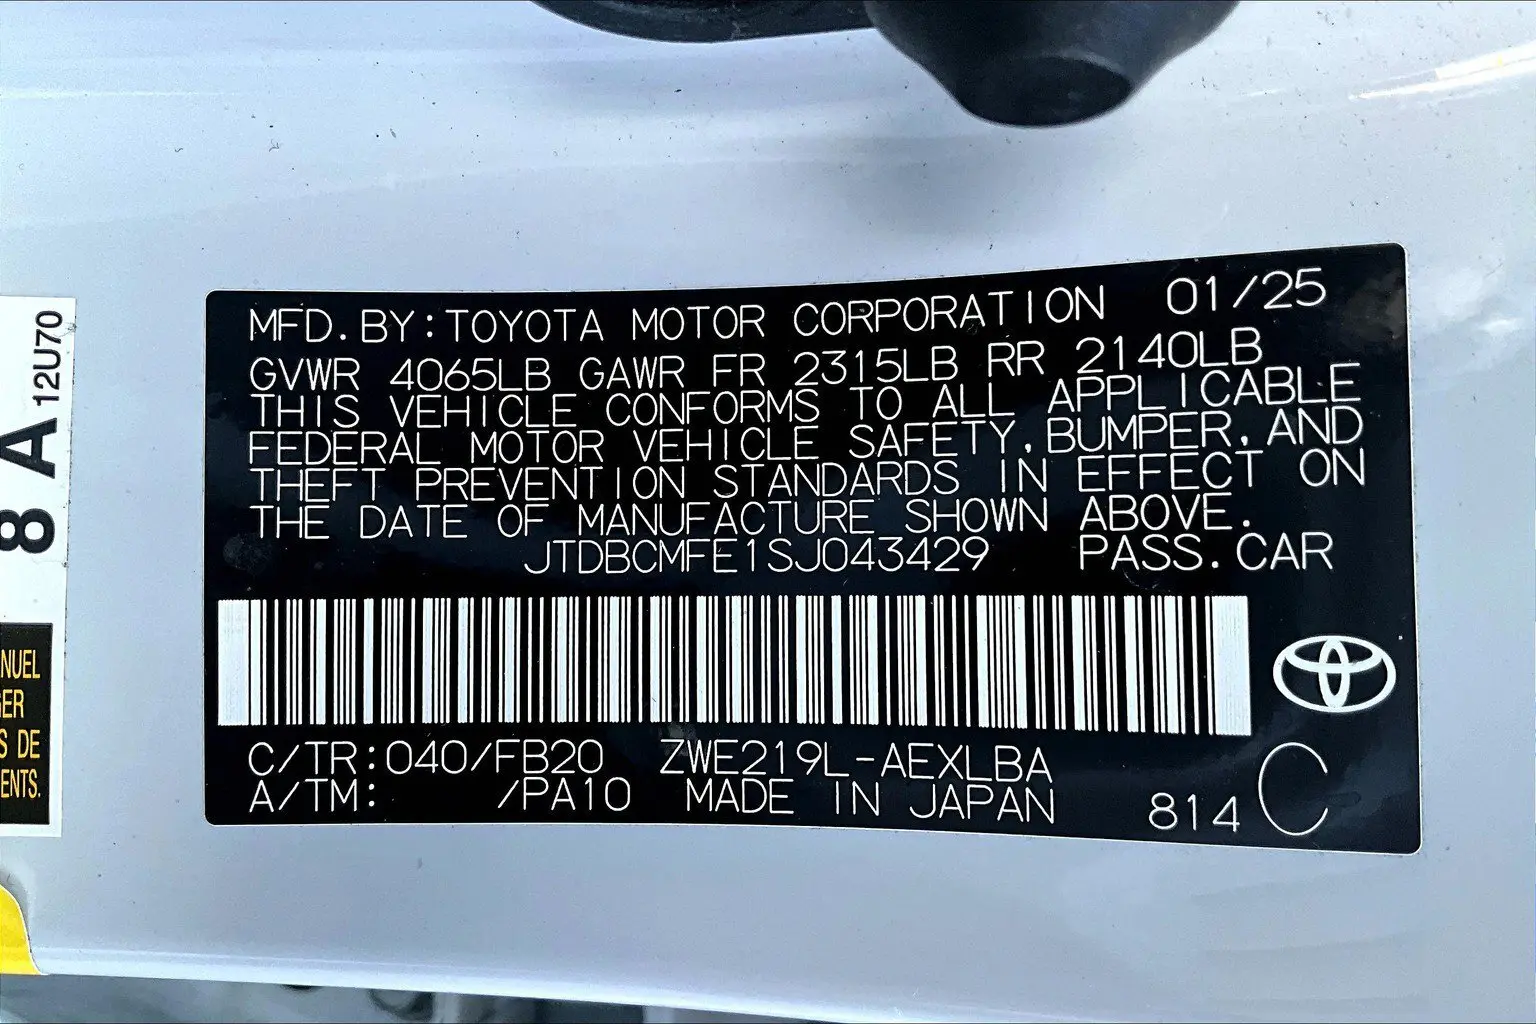 MFD. BY: TOYOTA MOTOR CORPORATION 01/25
GVWR 4065LB GAWR FR 2315LB RR 2140LB
THIS VEHICLE CONFORMS TO ALL APPLICABLE
FEDERAL MOTOR VEHICLE SAFETY, BUMPER, AND
THEFT PREVENTION STANDARDS IN EFFECT ON
THE DATE OF MANUFACTURE SHOWN ABOVE.
JTDBCMFE1SJ043429 PASS. CAR
C/TR: 040/FB20 ZWE219L-AEXLBA
A/TM: /PA10 MADE IN JAPAN 814 C
8 A 12U70
NUEL
GER
S DE
ENTS.